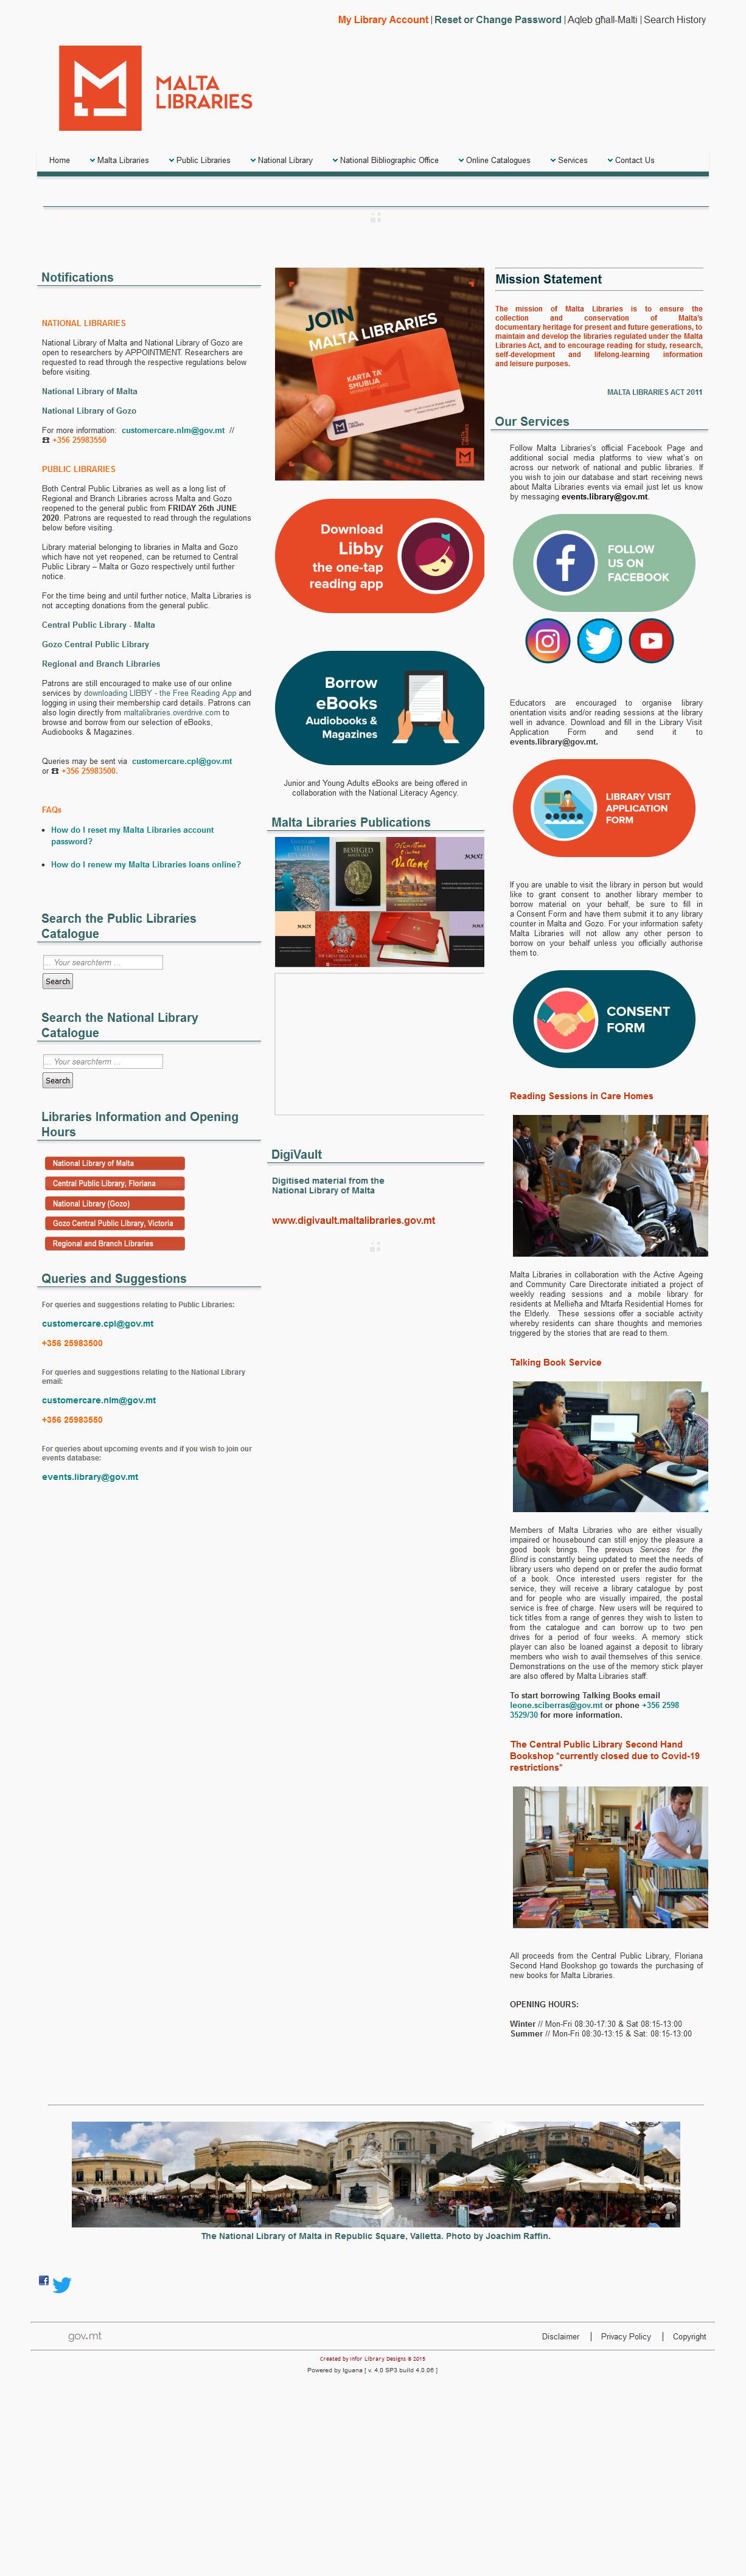 My Library Account | Reset or Change Password | Aqleb għall-Malti | Search History
MALTA
LIBRARIES
Home
Malta Libraries
Public Libraries
National Library
National Bibliographic Office
Online Catalogues
Services
Contact Us
Notifications
NATIONAL LIBRARIES
National Library of Malta and National Library of Gozo are
open to researchers by APPOINTMENT. Researchers are
requested to read through the respective regulations below
before visiting.
National Library of Malta
National Library of Gozo
For more information: customercare.nlm@gov.mt //
☎ +356 25983550
PUBLIC LIBRARIES
Both Central Public Libraries as well as a long list of
Regional and Branch Libraries across Malta and Gozo
reopened to the general public from FRIDAY 26th JUNE
2020. Patrons are requested to read through the regulations
below before visiting.
Library material belonging to libraries in Malta and Gozo
which have not yet reopened, can be returned to Central
Public Library – Malta or Gozo respectively until further
notice.
For the time being and until further notice, Malta Libraries is
not accepting donations from the general public.
Central Public Library - Malta
Gozo Central Public Library
Regional and Branch Libraries
Patrons are still encouraged to make use of our online
services by downloading LIBBY - the Free Reading App and
logging in using their membership card details. Patrons can
also login directly from maltalibraries.overdrive.com to
browse and borrow from our selection of eBooks,
Audiobooks & Magazines.
Queries may be sent via customercare.cpl@gov.mt
or ☎ +356 25983500.
FAQs
• How do I reset my Malta Libraries account
password?
• How do I renew my Malta Libraries loans online?
Search the Public Libraries
Catalogue
... Your searchterm ...
Search
Search the National Library
Catalogue
... Your searchterm ...
Search
Libraries Information and Opening
Hours
National Library of Malta
Central Public Library, Floriana
National Library (Gozo)
Gozo Central Public Library, Victoria
Regional and Branch Libraries
Queries and Suggestions
For queries and suggestions relating to Public Libraries:
customercare.cpl@gov.mt
+356 25983500
For queries and suggestions relating to the National Library
email:
customercare.nlm@gov.mt
+356 25983550
For queries about upcoming events and if you wish to join our
events database:
events.library@gov.mt
JOIN
MALTA LIBRARIES
KARTA TA'
SĦUBIJA
MALTA
LIBRARIES
Download
Libby
the one-tap
reading app
Borrow
eBooks
Audiobooks &
Magazines
Junior and Young Adults eBooks are being offered in
collaboration with the National Literacy Agency.
Malta Libraries Publications
BESIEGED
MMXX
DigiVault
Digitised material from the
National Library of Malta
www.digivault.maltalibraries.gov.mt
Mission Statement
The mission of Malta Libraries is to ensure the
collection and conservation of Malta's
documentary heritage for present and future generations, to
maintain and develop the libraries regulated under the Malta
Libraries Act, and to encourage reading for study, research,
self-development and lifelong-learning information
and leisure purposes.
MALTA LIBRARIES ACT 2011
Our Services
Follow Malta Libraries's official Facebook Page and
additional social media platforms to view what's on
across our network of national and public libraries. If
you wish to join our database and start receiving news
about Malta Libraries events via email just let us know
by messaging events.library@gov.mt.
FOLLOW
US ON
FACEBOOK
Educators are encouraged to organise library
orientation visits and/or reading sessions at the library
well in advance. Download and fill in the Library Visit
Application Form and send it to
events.library@gov.mt.
LIBRARY VISIT
APPLICATION
FORM
If you are unable to visit the library in person but would
like to grant consent to another library member to
borrow material on your behalf, be sure to fill in
a Consent Form and have them submit it to any library
counter in Malta and Gozo. For your information safety
Malta Libraries will not allow any other person to
borrow on your behalf unless you officially authorise
them to.
CONSENT
FORM
Reading Sessions in Care Homes
Malta Libraries in collaboration with the Active Ageing
and Community Care Directorate initiated a project of
weekly reading sessions and a mobile library for
residents at Mellieħa and Mtarfa Residential Homes for
the Elderly. These sessions offer a sociable activity
whereby residents can share thoughts and memories
triggered by the stories that are read to them.
Talking Book Service
Members of Malta Libraries who are either visually
impaired or housebound can still enjoy the pleasure a
good book brings. The previous Services for the
Blind is constantly being updated to meet the needs of
library users who depend on or prefer the audio format
of a book. Once interested users register for the
service, they will receive a library catalogue by post
and for people who are visually impaired, the postal
service is free of charge. New users will be required to
tick titles from a range of genres they wish to listen to
from the catalogue and can borrow up to two pen
drives for a period of four weeks. A memory stick
player can also be loaned against a deposit to library
members who wish to avail themselves of this service.
Demonstrations on the use of the memory stick player
are also offered by Malta Libraries staff.
To start borrowing Talking Books email
leone.sciberras@gov.mt or phone +356 2598
3529/30 for more information.
The Central Public Library Second Hand
Bookshop "currently closed due to Covid-19
restrictions"
All proceeds from the Central Public Library, Floriana
Second Hand Bookshop go towards the purchasing of
new books for Malta Libraries.
OPENING HOURS:
Winter // Mon-Fri 08:30-17:30 & Sat 08:15-13:00
Summer // Mon-Fri 08:30-13:15 & Sat: 08:15-13:00
The National Library of Malta in Republic Square, Valletta. Photo by Joachim Raffin.
gov.mt
Disclaimer | Privacy Policy | Copyright
Created by Infor Library Designs © 2015
Powered by Iguana [ v. 4.0 SP3 build 4.0.06 ]